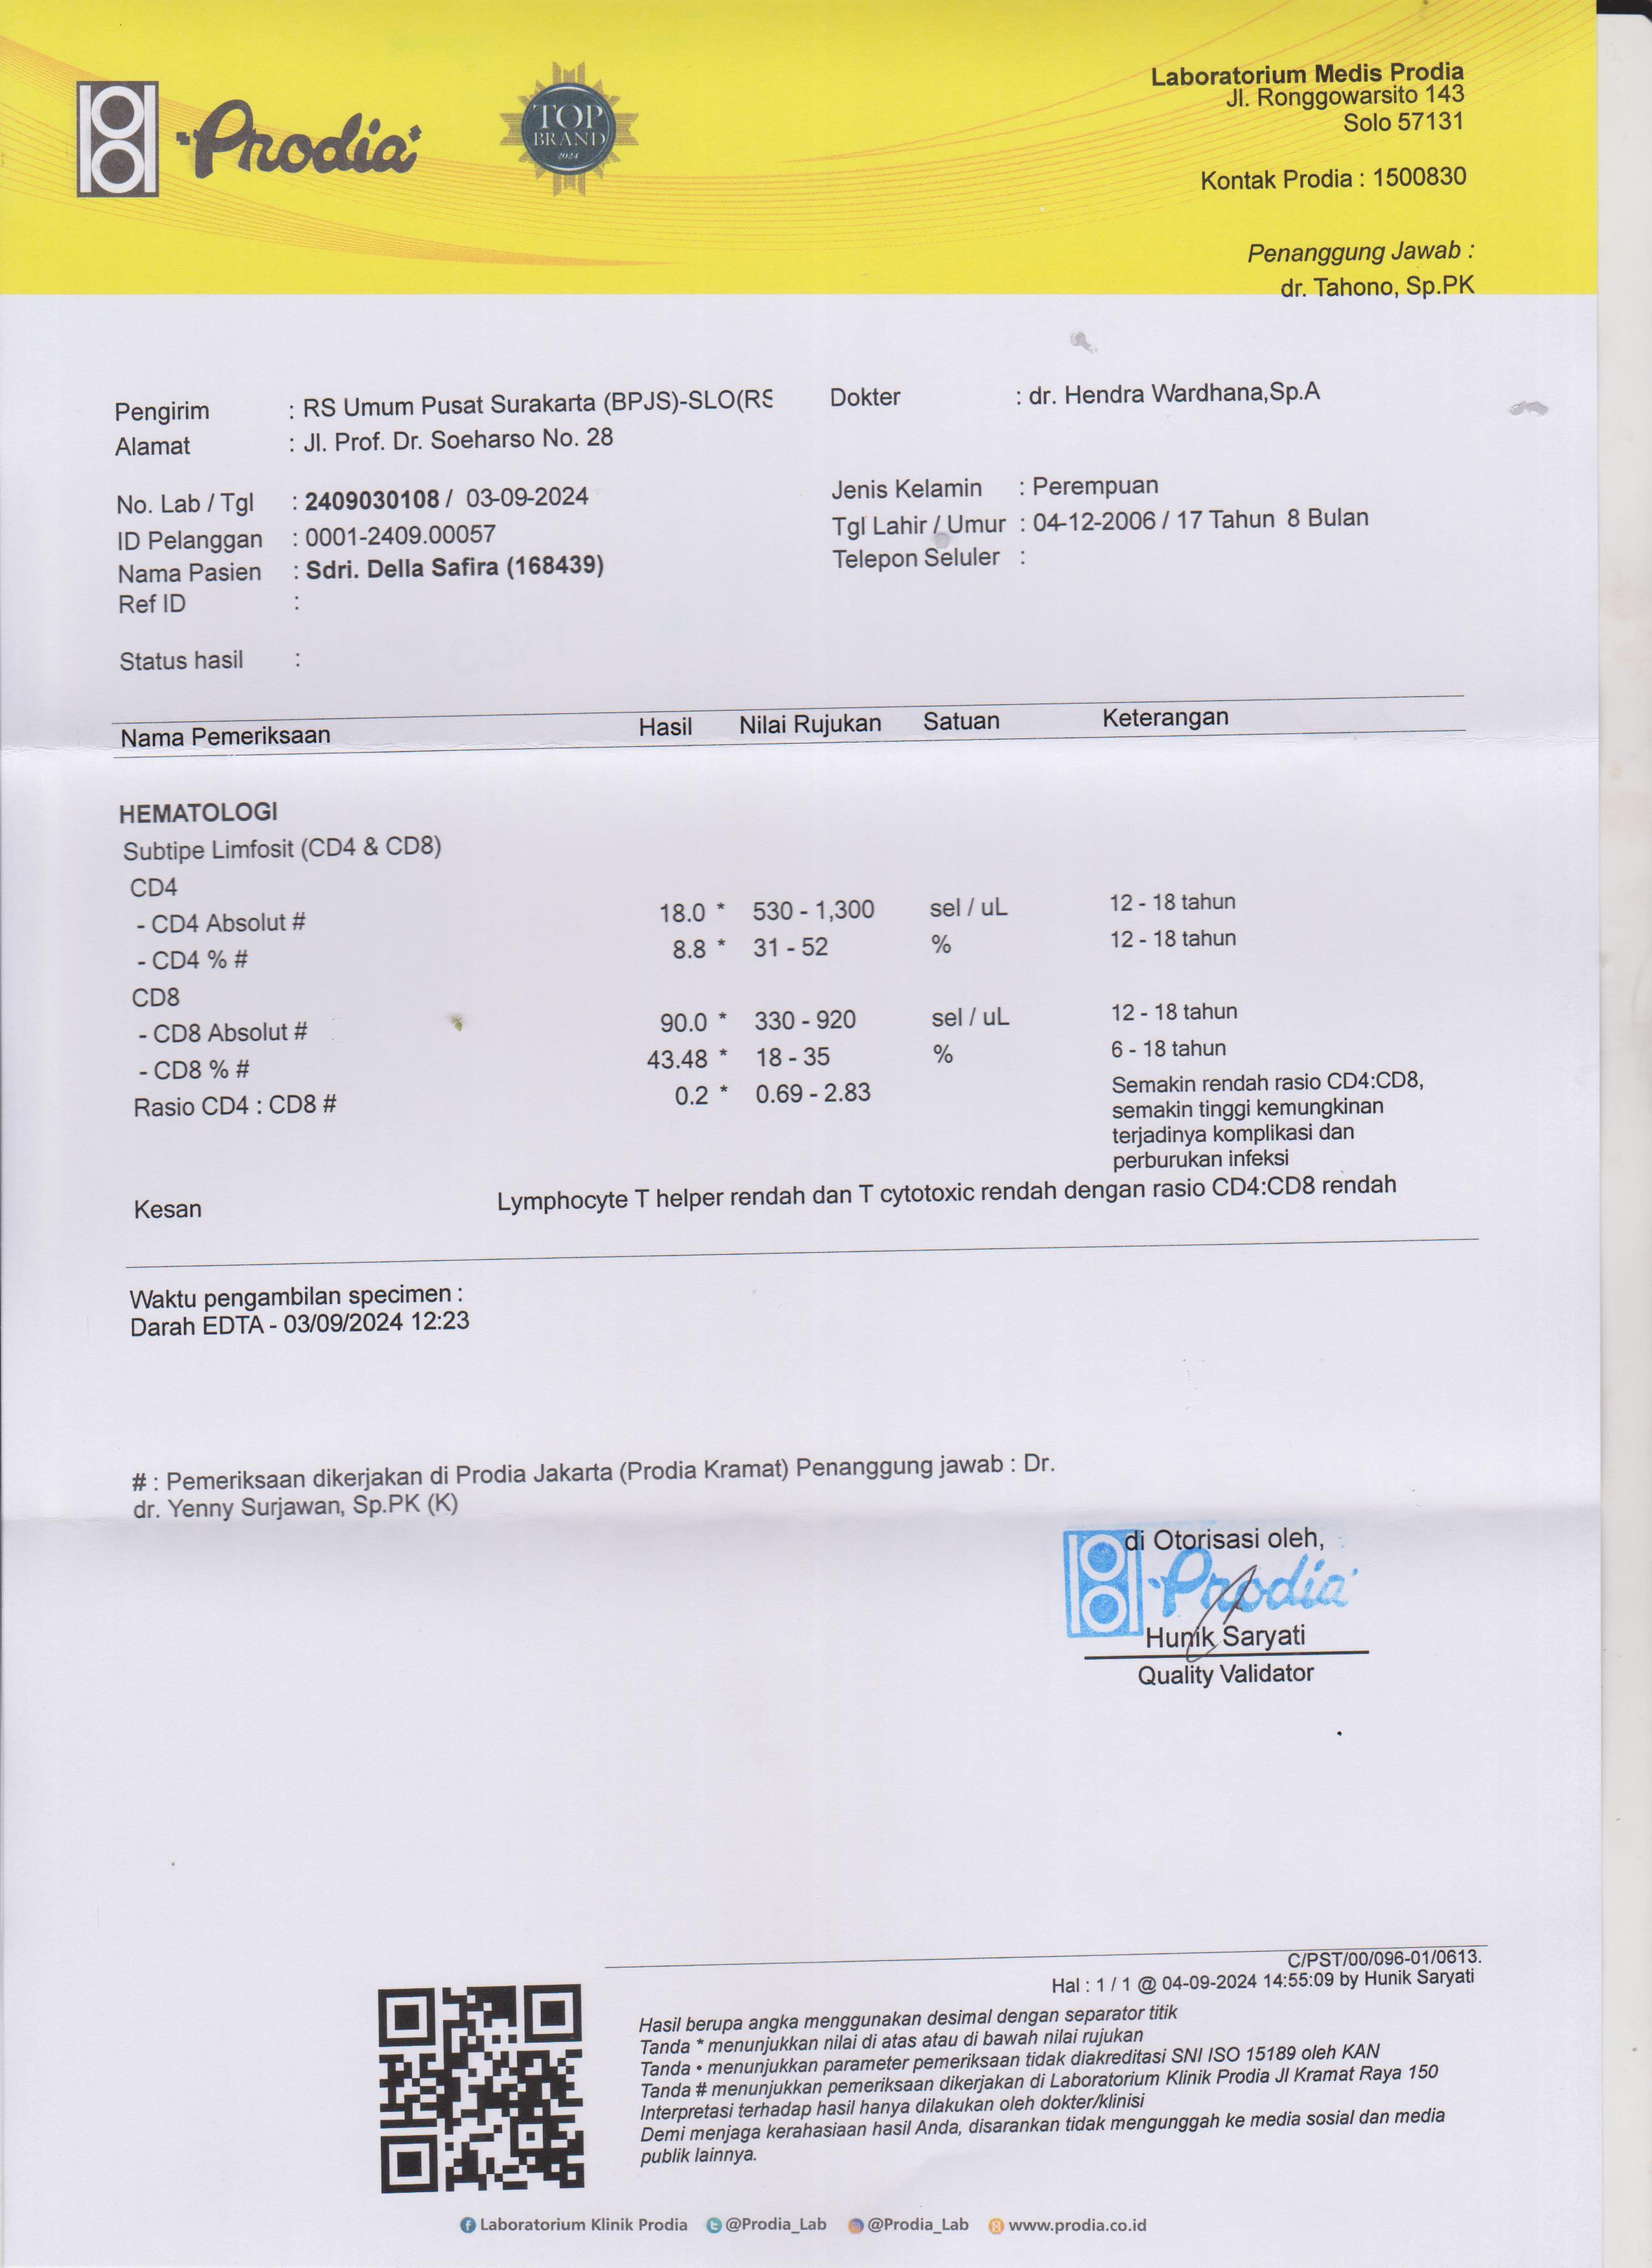 Prodia
TOP
BRAND
2024
Laboratorium Medis Prodia
Jl. Ronggowarsito 143
Solo 57131
Kontak Prodia : 1500830
Penanggung Jawab :
dr. Tahono, Sp.PK
Pengirim : RS Umum Pusat Surakarta (BPJS)-SLO(RS Dokter : dr. Hendra Wardhana,Sp.A
Alamat : Jl. Prof. Dr. Soeharso No. 28
No. Lab / Tgl : 2409030108 / 03-09-2024 Jenis Kelamin : Perempuan
ID Pelanggan : 0001-2409.00057 Tgl Lahir / Umur : 04-12-2006 / 17 Tahun 8 Bulan
Nama Pasien : Sdri. Della Safira (168439) Telepon Seluler :
Ref ID :
Status hasil :
Nama Pemeriksaan Hasil Nilai Rujukan Satuan Keterangan
HEMATOLOGI
Subtipe Limfosit (CD4 & CD8)
CD4
- CD4 Absolut # 18.0 * 530 - 1,300 sel / uL 12 - 18 tahun
- CD4 % # 8.8 * 31 - 52 % 12 - 18 tahun
CD8
- CD8 Absolut # 90.0 * 330 - 920 sel / uL 12 - 18 tahun
- CD8 % # 43.48 * 18 - 35 % 6 - 18 tahun
Rasio CD4 : CD8 # 0.2 * 0.69 - 2.83 Semakin rendah rasio CD4:CD8,
semakin tinggi kemungkinan
terjadinya komplikasi dan
perburukan infeksi
Kesan Lymphocyte T helper rendah dan T cytotoxic rendah dengan rasio CD4:CD8 rendah
Waktu pengambilan specimen :
Darah EDTA - 03/09/2024 12:23
# : Pemeriksaan dikerjakan di Prodia Jakarta (Prodia Kramat) Penanggung jawab : Dr.
dr. Yenny Surjawan, Sp.PK (K)
di Otorisasi oleh,
Prodia
Hunik Saryati
Quality Validator
C/PST/00/096-01/0613.
Hal : 1 / 1 @ 04-09-2024 14:55:09 by Hunik Saryati
Hasil berupa angka menggunakan desimal dengan separator titik
Tanda * menunjukkan nilai di atas atau di bawah nilai rujukan
Tanda • menunjukkan parameter pemeriksaan tidak diakreditasi SNI ISO 15189 oleh KAN
Tanda # menunjukkan pemeriksaan dikerjakan di Laboratorium Klinik Prodia Jl Kramat Raya 150
Interpretasi terhadap hasil hanya dilakukan oleh dokter/klinisi
Demi menjaga kerahasiaan hasil Anda, disarankan tidak mengunggah ke media sosial dan media
publik lainnya.
Laboratorium Klinik Prodia @Prodia_Lab @Prodia_Lab www.prodia.co.id